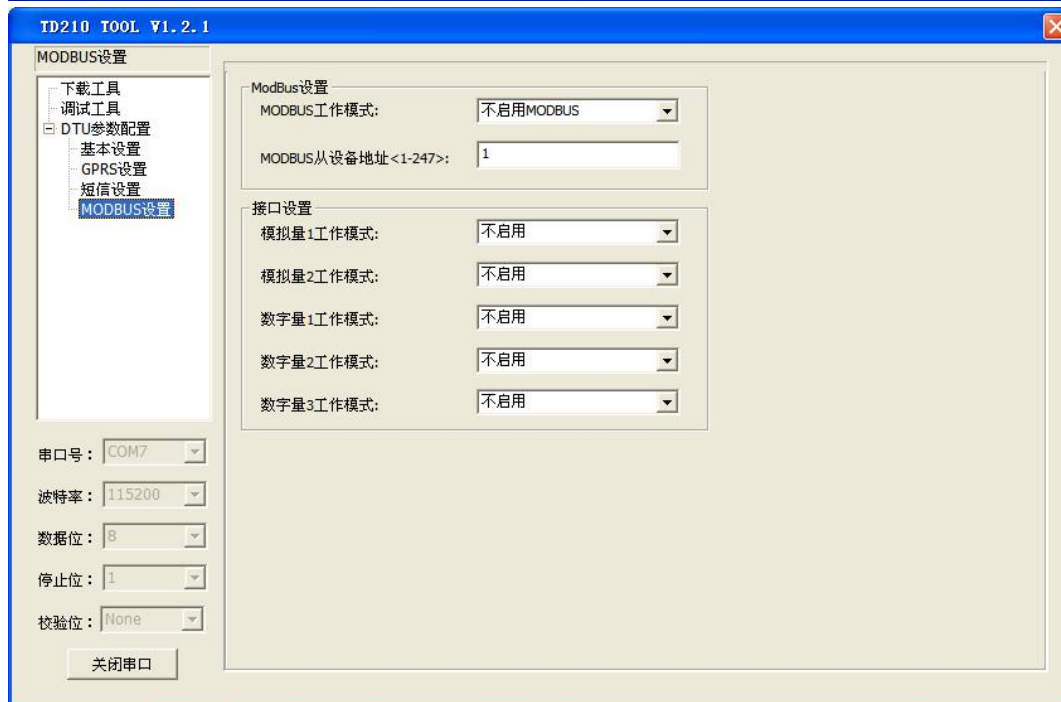 TD210 TOOL V1.2.1
MODBUS设置
下载工具
调试工具
DTU参数配置
基本设置
GPRS设置
短信设置
MODBUS设置
串口号： COM7
波特率： 115200
数据位： 8
停止位： 1
校验位： None
关闭串口
ModBus设置
MODBUS工作模式: 不启用MODBUS
MODBUS从设备地址<1-247>: 1
接口设置
模拟量1工作模式: 不启用
模拟量2工作模式: 不启用
数字量1工作模式: 不启用
数字量2工作模式: 不启用
数字量3工作模式: 不启用